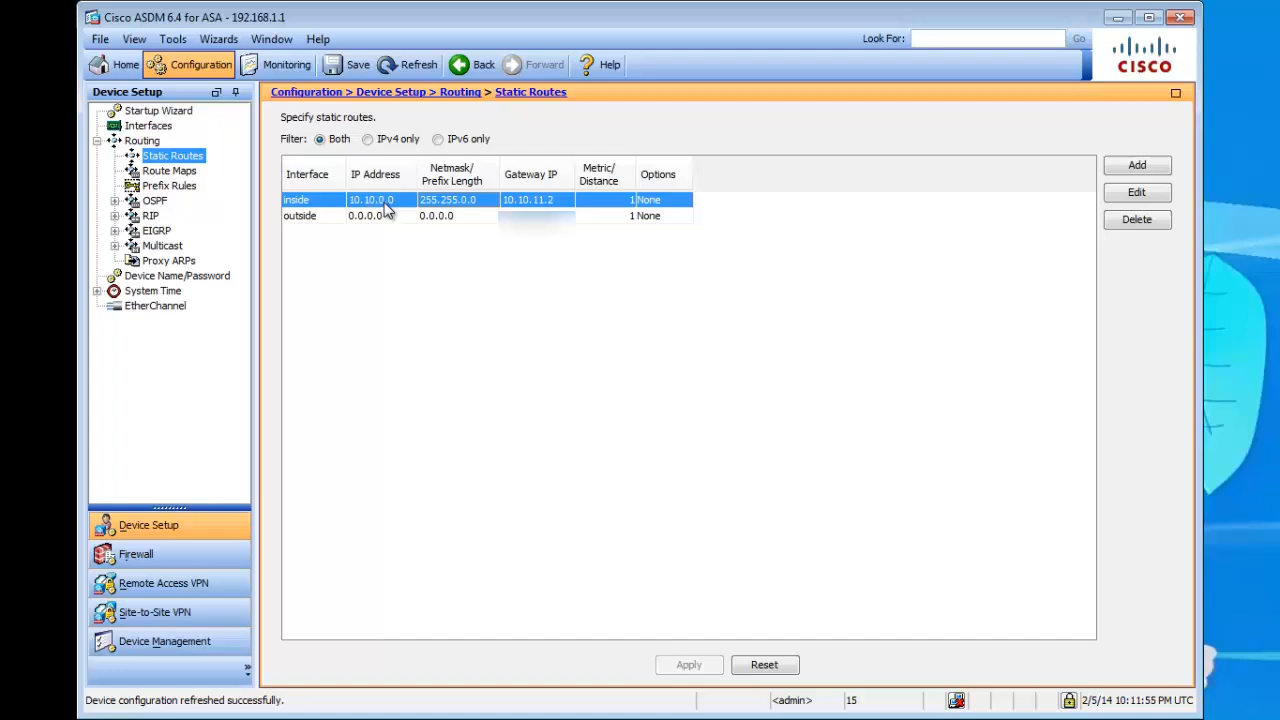 Cisco ASDM 6.4 for ASA - 192.168.1.1
File View Tools Wizards Window Help
Look For: Go
CISCO
Home Configuration Monitoring Save Refresh Back Forward Help
Device Setup
Startup Wizard
Interfaces
Routing
Static Routes
Route Maps
Prefix Rules
OSPF
RIP
EIGRP
Multicast
Proxy ARPs
Device Name/Password
System Time
EtherChannel
Device Setup
Firewall
Remote Access VPN
Site-to-Site VPN
Device Management
»
Configuration > Device Setup > Routing > Static Routes
Specify static routes.
Filter: Both IPv4 only IPv6 only
Interface IP Address Netmask/ Prefix Length Gateway IP Metric/ Distance Options
inside 10.10.0.0 255.255.0.0 10.10.11.2 1 None
outside 0.0.0.0 0.0.0.0 1 None
Add
Edit
Delete
Apply Reset
Device configuration refreshed successfully. <admin> 15 2/5/14 10:11:55 PM UTC